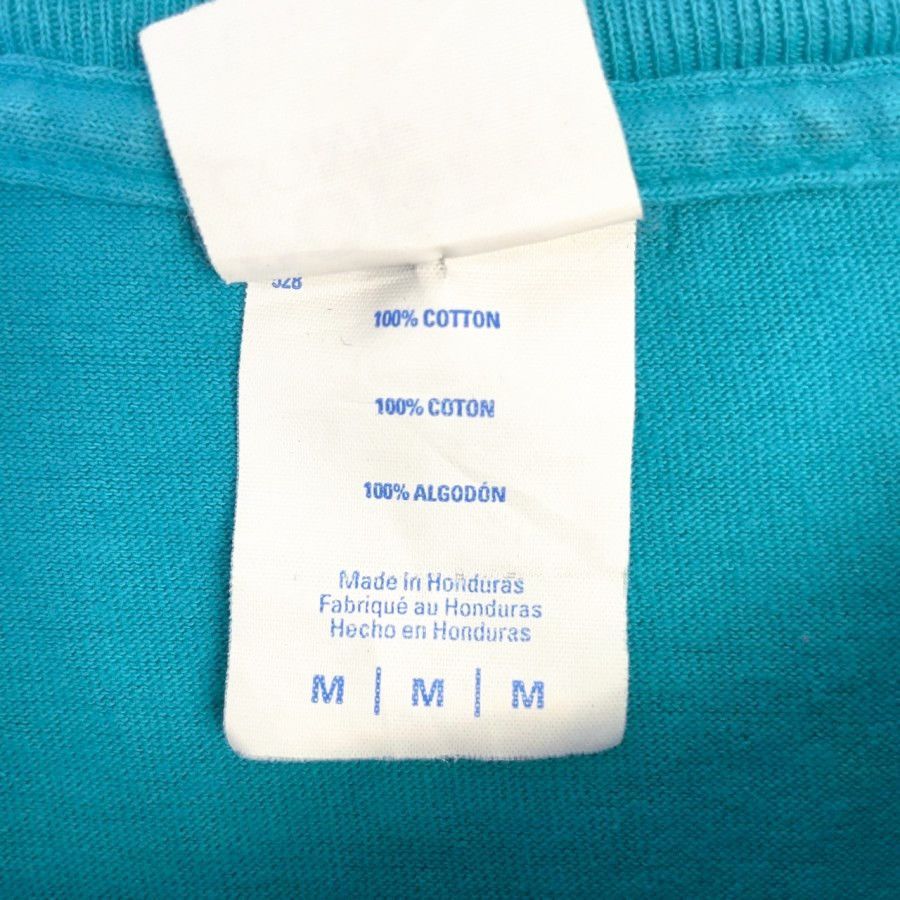 100% COTTON
100% COTON
100% ALGODÓN
Made in Honduras
Fabriqué au Honduras
Hecho en Honduras
M | M | M